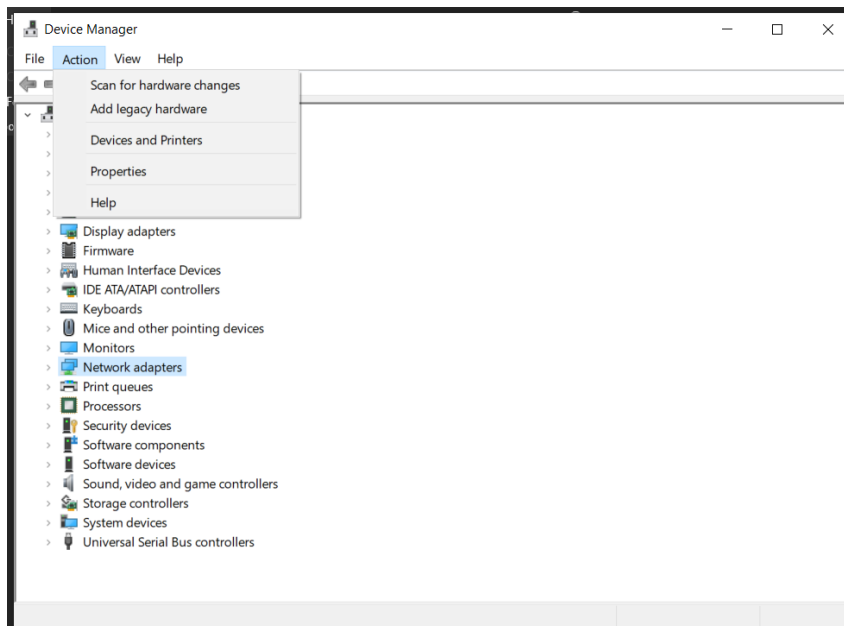 Device Manager
File Action View Help
Scan for hardware changes
Add legacy hardware
Devices and Printers
Properties
Help
Display adapters
Firmware
Human Interface Devices
IDE ATA/ATAPI controllers
Keyboards
Mice and other pointing devices
Monitors
Network adapters
Print queues
Processors
Security devices
Software components
Software devices
Sound, video and game controllers
Storage controllers
System devices
Universal Serial Bus controllers